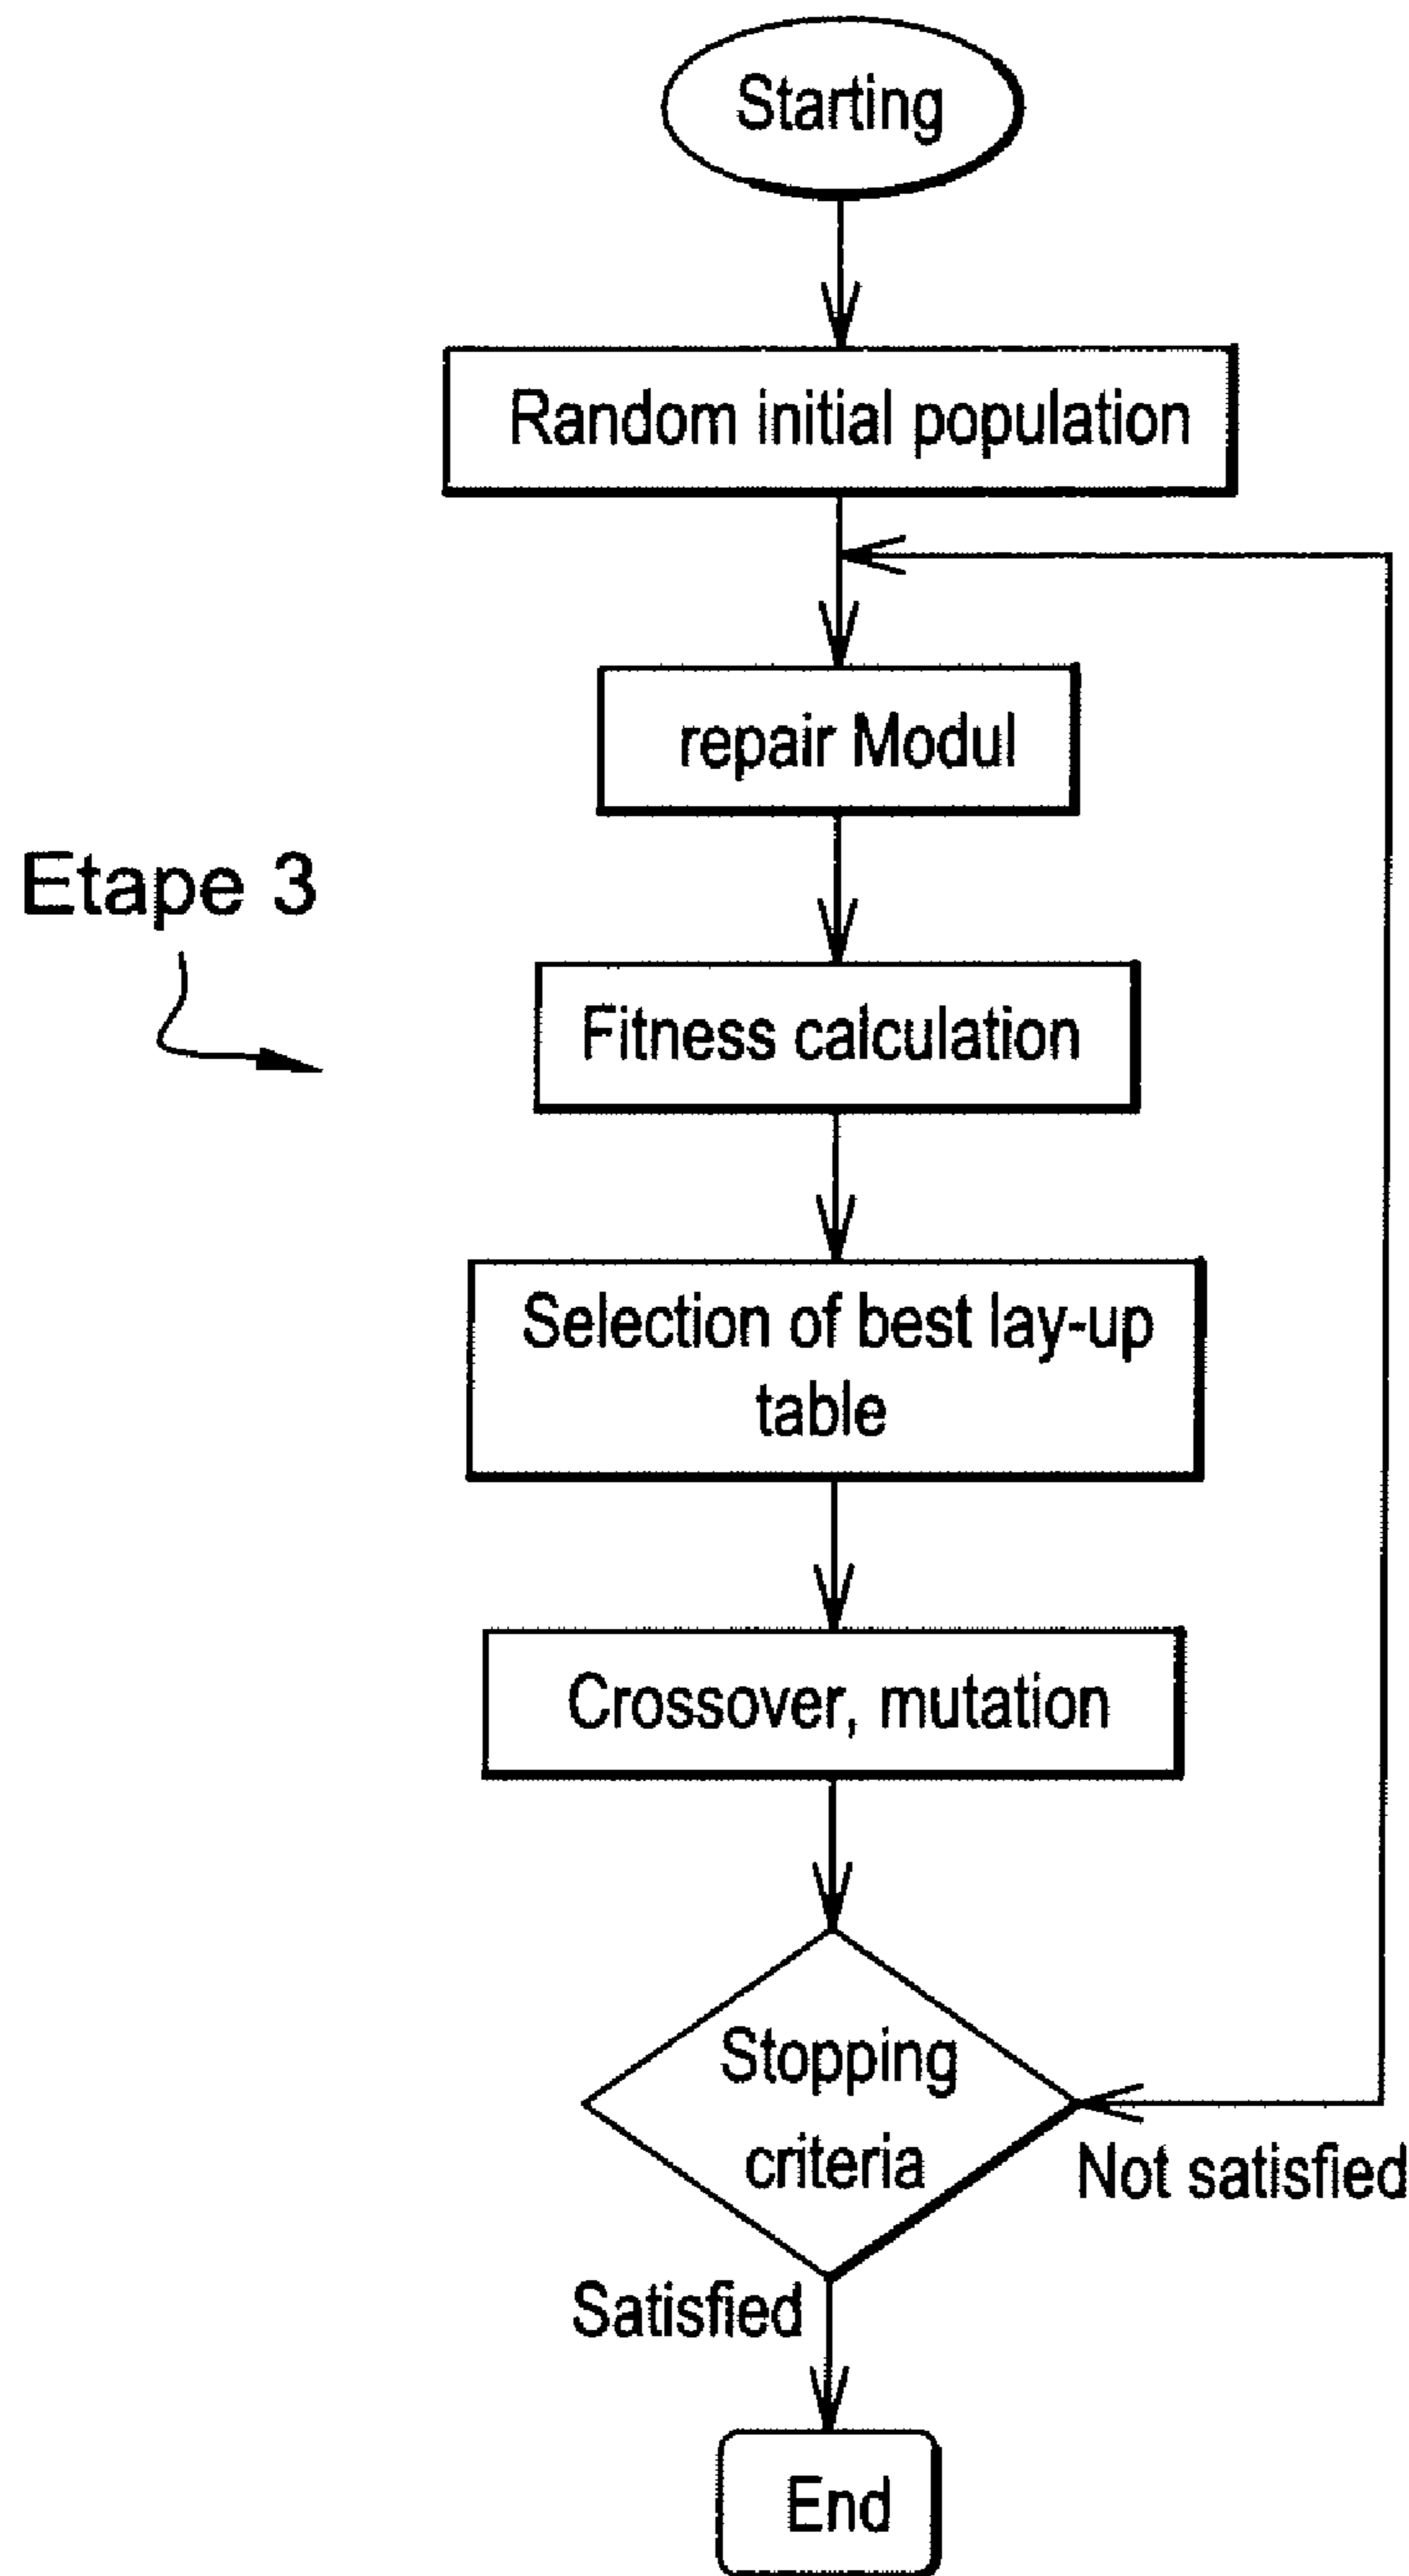 Starting
Random initial population
repair Modul
Etape 3
Fitness calculation
Selection of best lay-up
table
Crossover, mutation
Stopping
criteria
Not satisfied
Satisfied
End